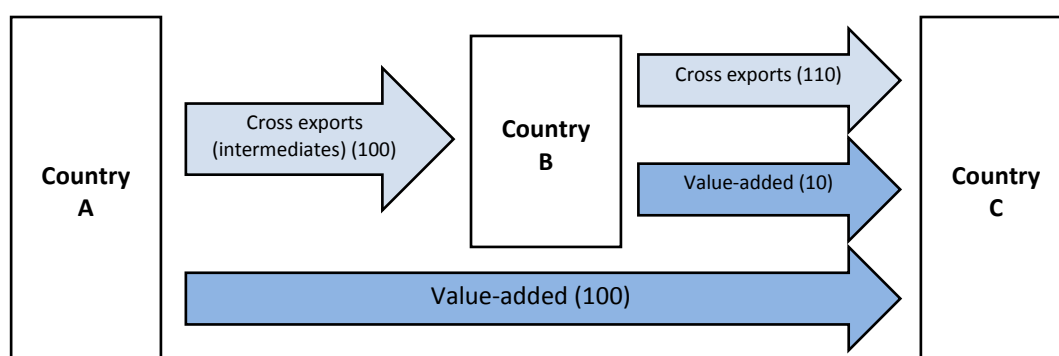 Country
A
Cross exports
(intermediates) (100)
Country
B
Cross exports (110)
Value-added (10)
Value-added (100)
Country
C